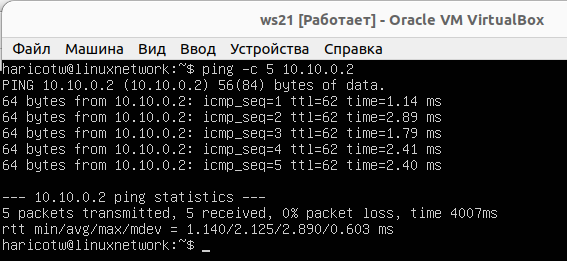 ws21 [Работает] - Oracle VM VirtualBox
Файл Машина Вид Ввод Устройства Справка
haricotw@linuxnetwork:~$ ping -c 5 10.10.0.2
PING 10.10.0.2 (10.10.0.2) 56(84) bytes of data.
64 bytes from 10.10.0.2: icmp_seq=1 ttl=62 time=1.14 ms
64 bytes from 10.10.0.2: icmp_seq=2 ttl=62 time=2.89 ms
64 bytes from 10.10.0.2: icmp_seq=3 ttl=62 time=1.79 ms
64 bytes from 10.10.0.2: icmp_seq=4 ttl=62 time=2.41 ms
64 bytes from 10.10.0.2: icmp_seq=5 ttl=62 time=2.40 ms
--- 10.10.0.2 ping statistics ---
5 packets transmitted, 5 received, 0% packet loss, time 4007ms
rtt min/avg/max/mdev = 1.140/2.125/2.890/0.603 ms
haricotw@linuxnetwork:~$ _